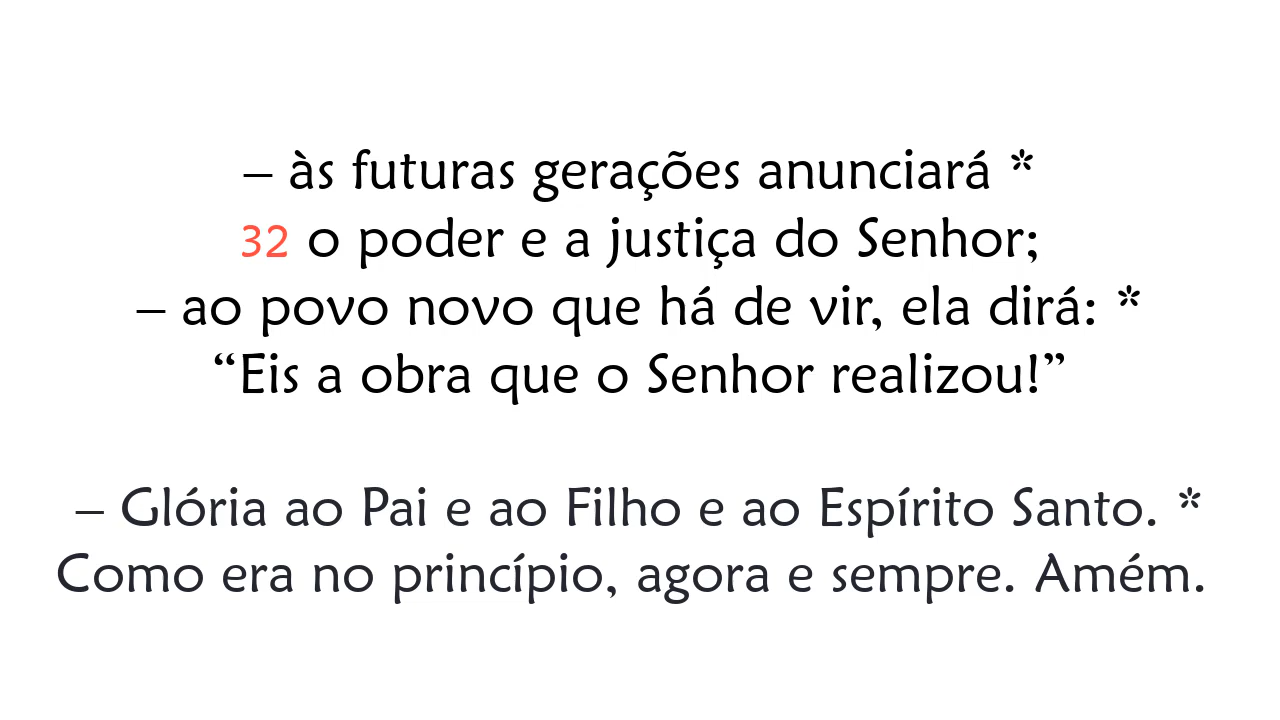 – às futuras gerações anunciará *
32 o poder e a justiça do Senhor;
– ao povo novo que há de vir, ela dirá: *
“Eis a obra que o Senhor realizou!”
– Glória ao Pai e ao Filho e ao Espírito Santo. *
Como era no princípio, agora e sempre. Amém.